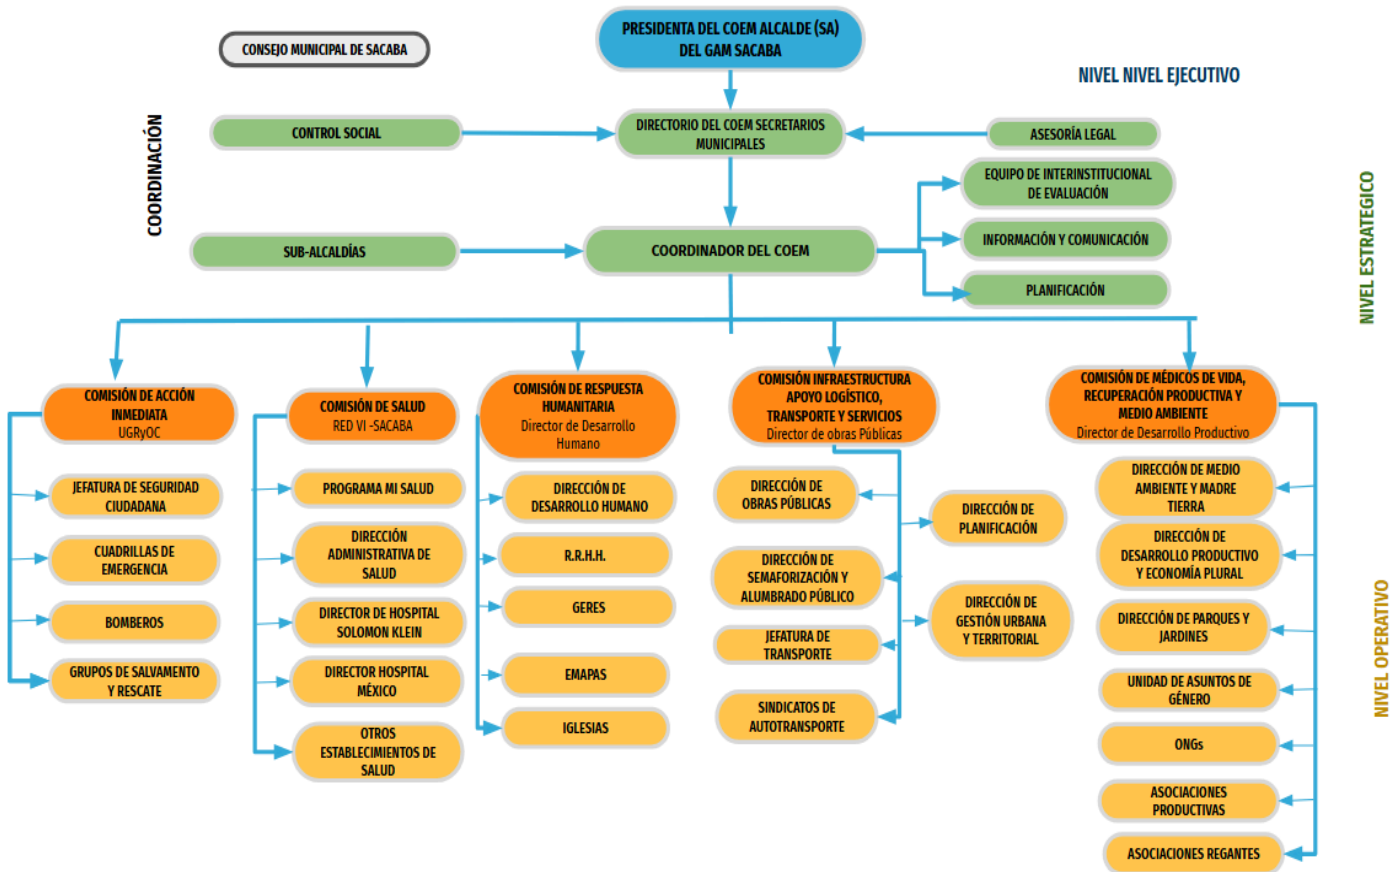 PRESIDENTA DEL COEM ALCALDE (SA)
DEL GAM SACABA
CONSEJO MUNICIPAL DE SACABA
NIVEL NIVEL EJECUTIVO
COORDINACIÓN
CONTROL SOCIAL
DIRECTORIO DEL COEM SECRETARIOS
MUNICIPALES
ASESORÍA LEGAL
EQUIPO DE INTERINSTITUCIONAL
DE EVALUACIÓN
SUB-ALCALDÍAS
COORDINADOR DEL COEM
INFORMACIÓN Y COMUNICACIÓN
PLANIFICACIÓN
NIVEL ESTRATEGICO
COMISIÓN DE ACCIÓN
INMEDIATA
UGRyOC
JEFATURA DE SEGURIDAD
CIUDADANA
CUADRILLAS DE
EMERGENCIA
BOMBEROS
GRUPOS DE SALVAMENTO
Y RESCATE
COMISIÓN DE SALUD
RED VI -SACABA
PROGRAMA MI SALUD
DIRECCIÓN
ADMINISTRATIVA DE
SALUD
DIRECTOR DE HOSPITAL
SOLOMON KLEIN
DIRECTOR HOSPITAL
MÉXICO
OTROS
ESTABLECIMIENTOS DE
SALUD
COMISIÓN DE RESPUESTA
HUMANITARIA
Director de Desarrollo
Humano
DIRECCIÓN DE
DESARROLLO HUMANO
R.R.H.H.
GERES
EMAPAS
IGLESIAS
COMISIÓN INFRAESTRUCTURA
APOYO LOGÍSTICO,
TRANSPORTE Y SERVICIOS
Director de obras Públicas
DIRECCIÓN DE
OBRAS PÚBLICAS
DIRECCIÓN DE
SEMAFORIZACIÓN Y
ALUMBRADO PÚBLICO
JEFATURA DE
TRANSPORTE
SINDICATOS DE
AUTOTRANSPORTE
DIRECCIÓN DE
PLANIFICACIÓN
DIRECCIÓN DE
GESTIÓN URBANA
Y TERRITORIAL
COMISIÓN DE MÉDICOS DE VIDA,
RECUPERACIÓN PRODUCTIVA Y
MEDIO AMBIENTE
Director de Desarrollo Productivo
DIRECCIÓN DE MEDIO
AMBIENTE Y MADRE
TIERRA
DIRECCIÓN DE
DESARROLLO PRODUCTIVO
Y ECONOMÍA PLURAL
DIRECCIÓN DE PARQUES Y
JARDINES
UNIDAD DE ASUNTOS DE
GÉNERO
ONGs
ASOCIACIONES
PRODUCTIVAS
ASOCIACIONES REGANTES
NIVEL OPERATIVO